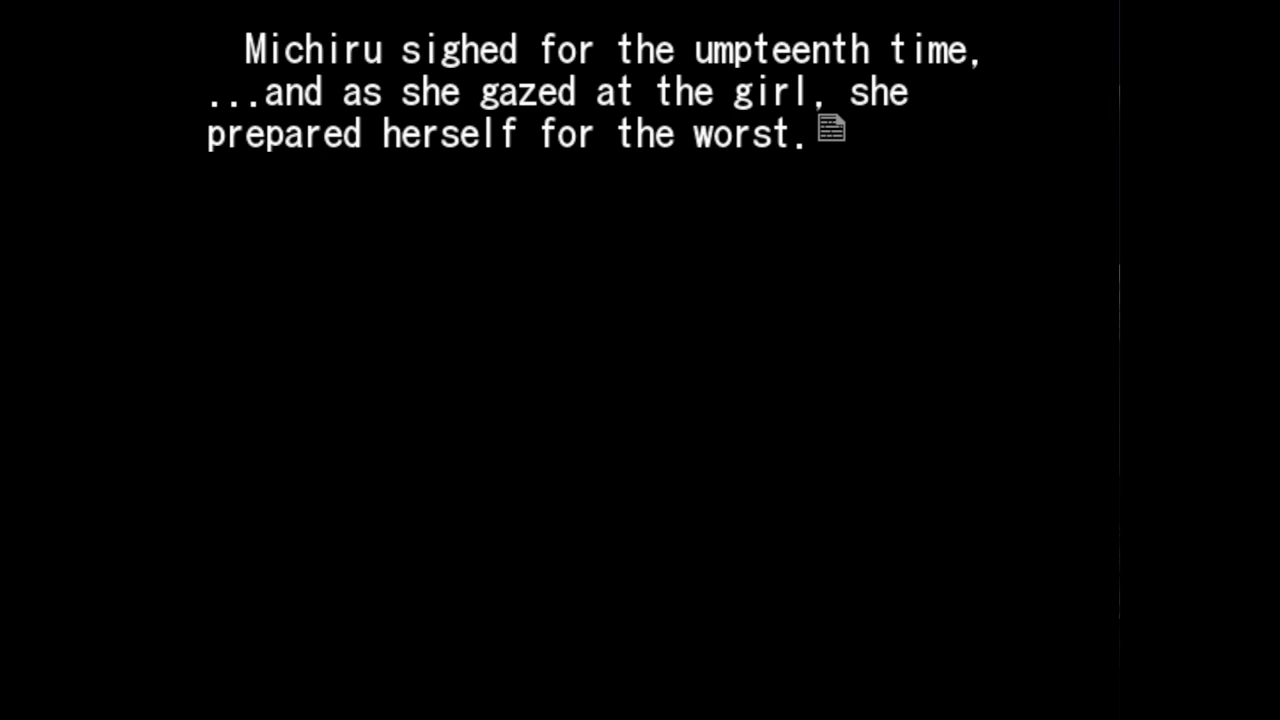 Michiru sighed for the umpteenth time,
...and as she gazed at the girl, she
prepared herself for the worst.